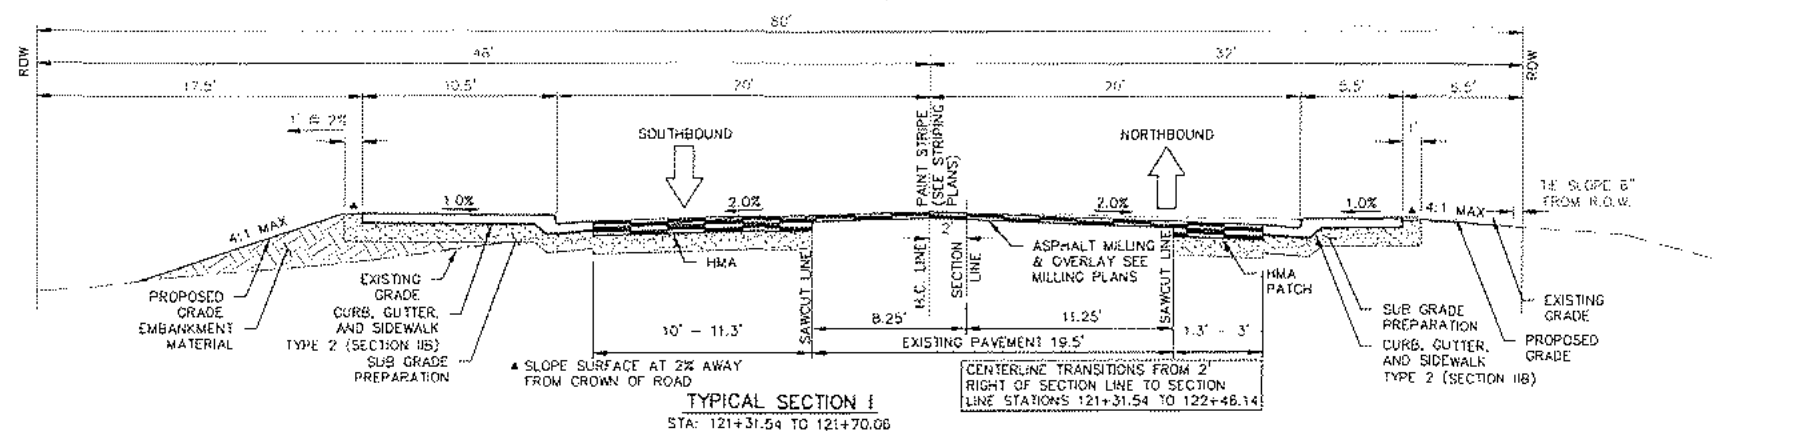 80'
ROW
48'
32'
ROW
17.5'
10.5'
20'
20'
5.5'
6.5'
1' @ 2%
SOUTHBOUND
PAINT STRIPE
(SEE STRIPING
PLANS)
NORTHBOUND
1'
TIE SLOPE 6"
FROM R.O.W.
4:1 MAX
1.0%
2.0%
2.0%
1.0%
4:1 MAX
2'
HMA
SAWCUT LINE
B.C. LINE
SECTION
LINE
ASPHALT MILLING
& OVERLAY SEE
MILLING PLANS
SAWCUT LINE
HMA
PATCH
PROPOSED
GRADE
EMBANKMENT
MATERIAL
EXISTING
GRADE
CURB, GUTTER,
AND SIDEWALK
TYPE 2 (SECTION IIB)
SUB GRADE
PREPARATION
10' - 11.3'
8.25'
11.25'
1.3' - 3'
EXISTING PAVEMENT 19.5'
SUB GRADE
PREPARATION
CURB, GUTTER,
AND SIDEWALK
TYPE 2 (SECTION IIB)
EXISTING
GRADE
PROPOSED
GRADE
▲ SLOPE SURFACE AT 2% AWAY
FROM CROWN OF ROAD
CENTERLINE TRANSITIONS FROM 2'
RIGHT OF SECTION LINE TO SECTION
LINE STATIONS 121+31.54 TO 122+46.14
TYPICAL SECTION 1
STA: 121+31.54 TO 121+70.06